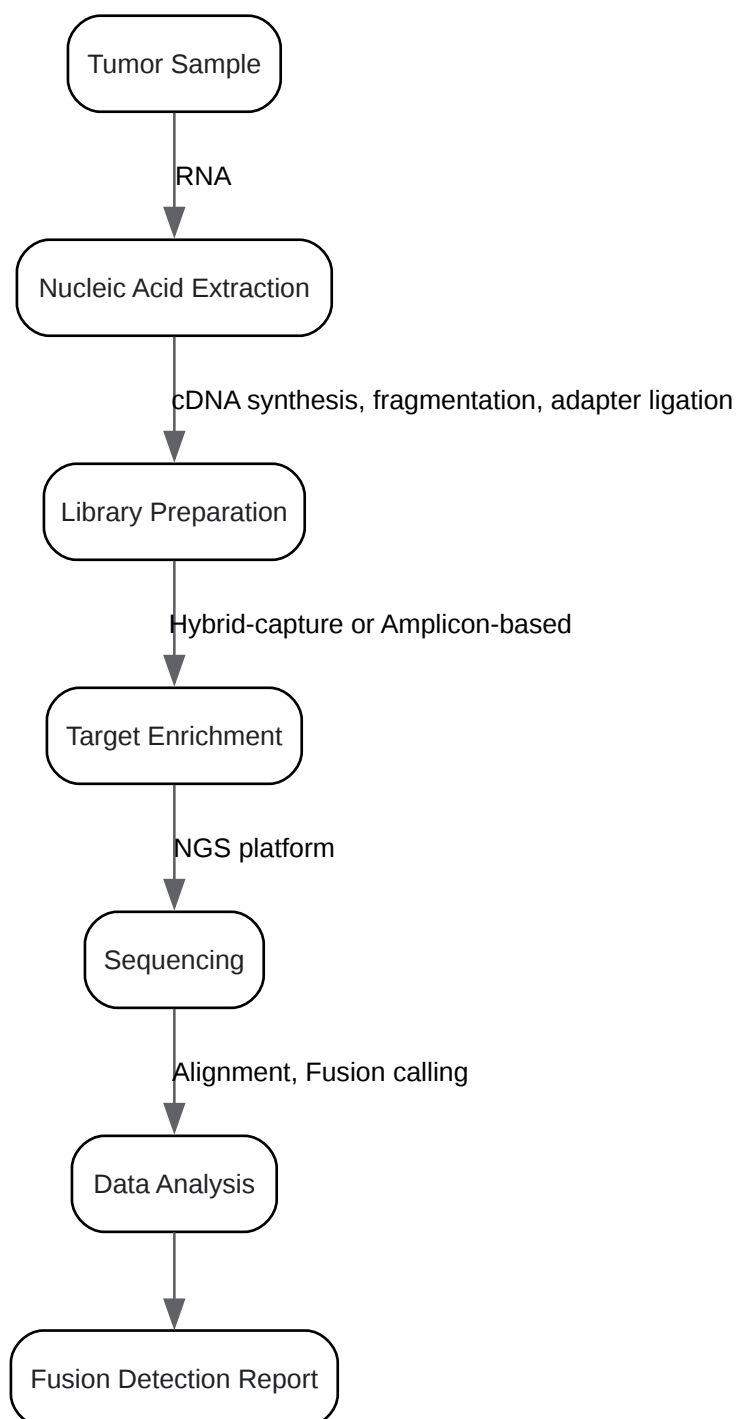 Tumor Sample
RNA
Nucleic Acid Extraction
cDNA synthesis, fragmentation, adapter ligation
Library Preparation
Hybrid-capture or Amplicon-based
Target Enrichment
NGS platform
Sequencing
Alignment, Fusion calling
Data Analysis
Fusion Detection Report